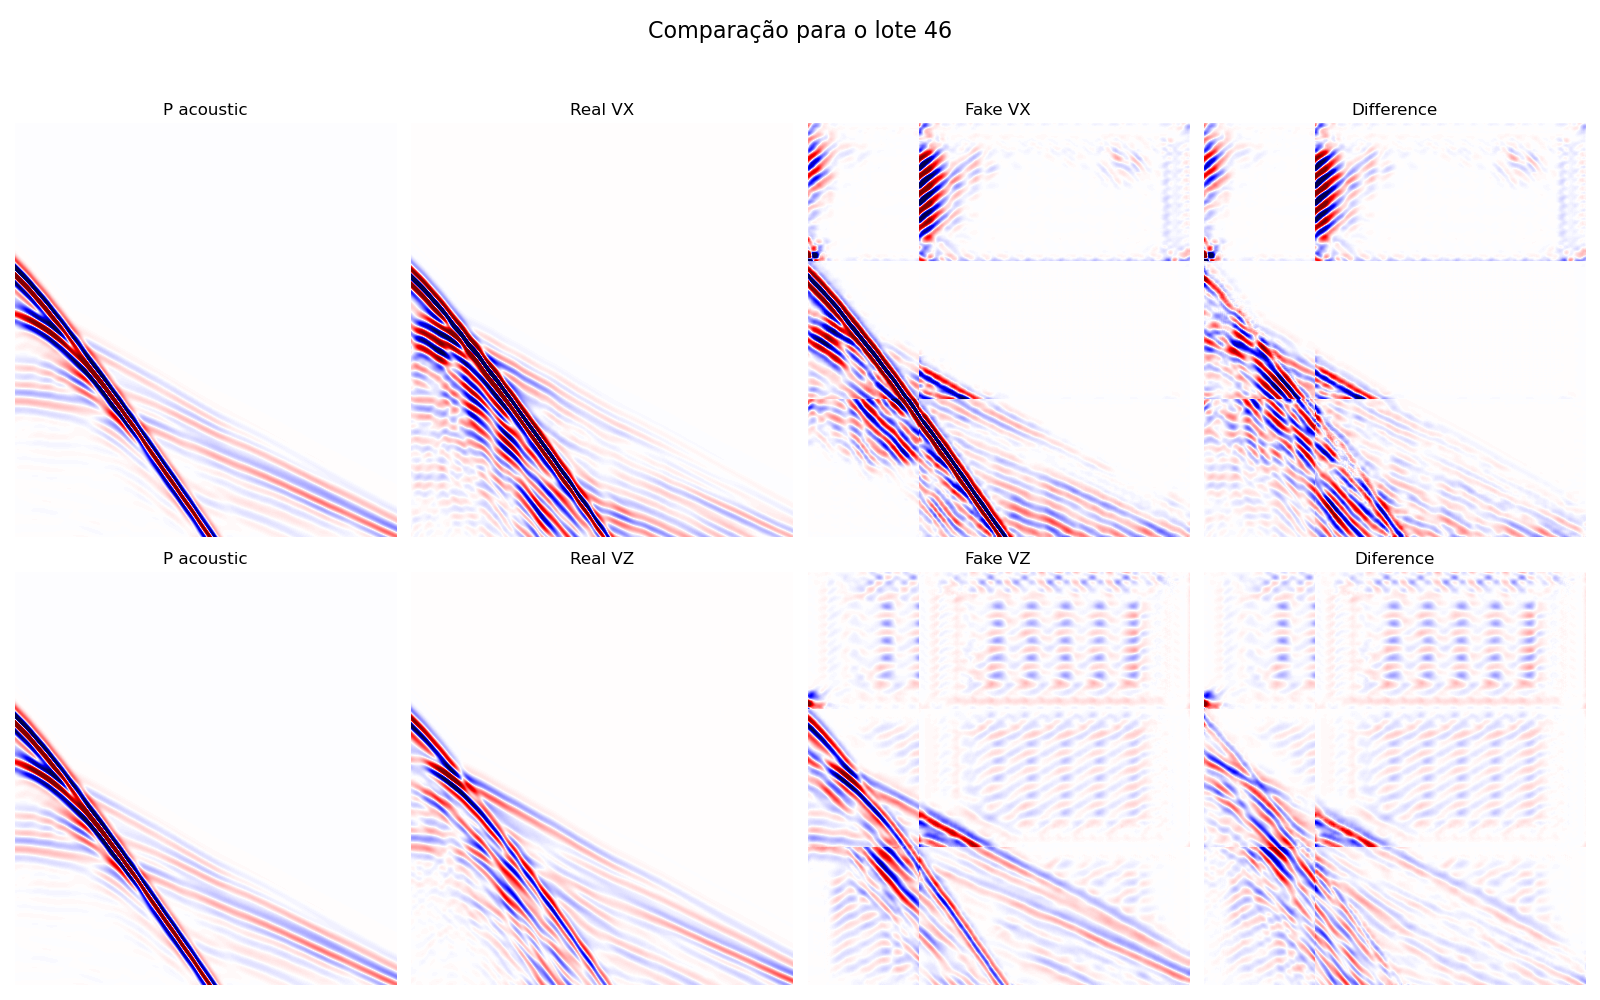 Comparação para o lote 46
P acoustic
Real VX
Fake VX
Difference
P acoustic
Real VZ
Fake VZ
Diference